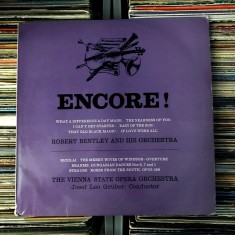 ENCORE!
WHAT A DIFFERENCE A DAY MADE · THE NEARNESS OF YOU
I CAN'T GET STARTED · EAST OF THE SUN
THAT OLD BLACK MAGIC · IF LOVE WERE ALL
ROBERT BENTLEY AND HIS ORCHESTRA
NICOLAI THE MERRY WIVES OF WINDSOR - OVERTURE
BRAHMS HUNGARIAN DANCES Nos 5, 7 and 1
STRAUSS ROSES FROM THE SOUTH, OPUS 388
THE VIENNA STATE OPERA ORCHESTRA
Josef Leo Gruber: Conductor